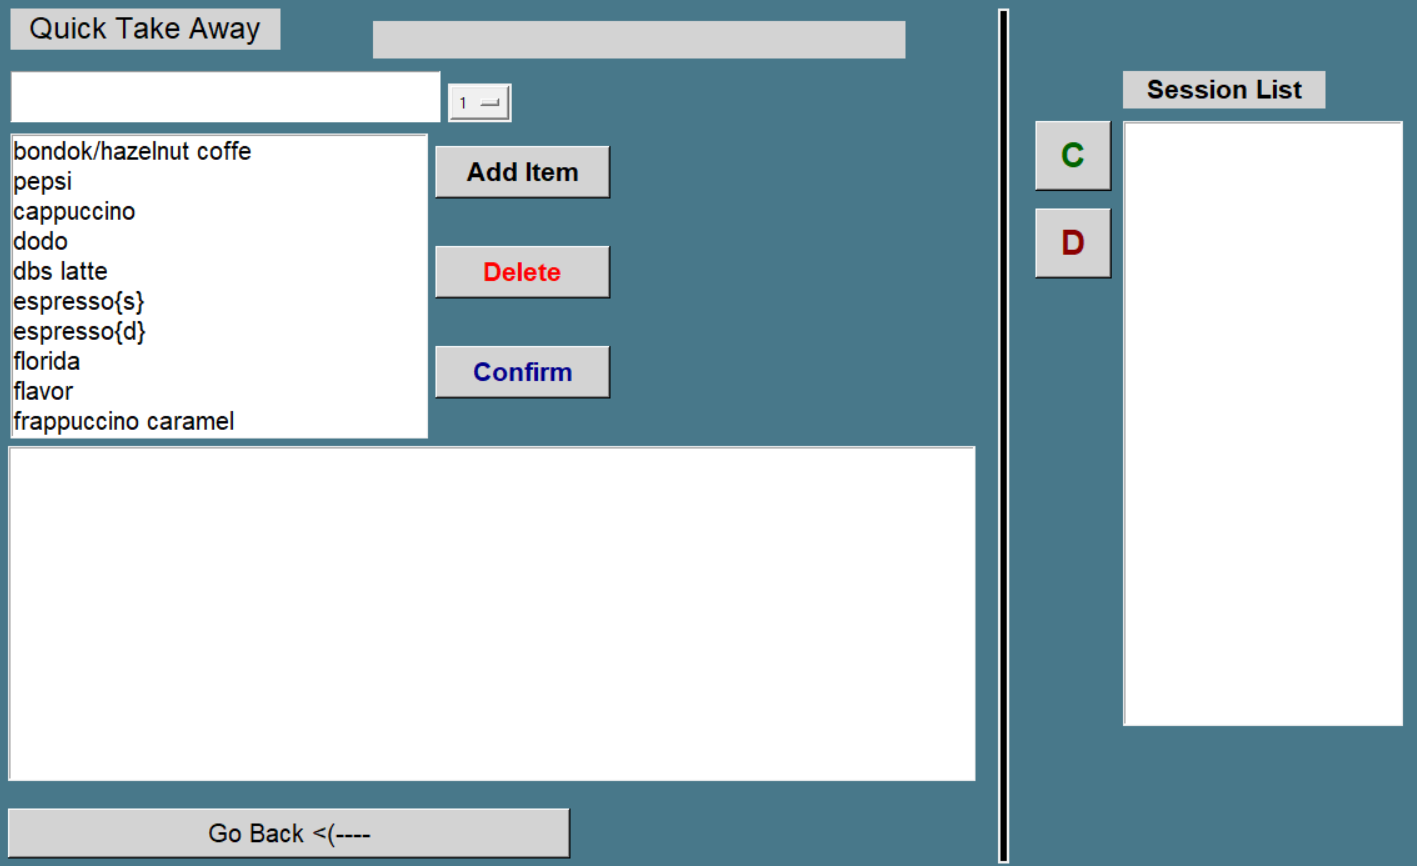 Quick Take Away
1
bondok/hazelnut coffe
pepsi
cappuccino
dodo
dbs latte
espresso{s}
espresso{d}
florida
flavor
frappuccino caramel
Add Item
Delete
Confirm
Go Back <(----
Session List
C
D